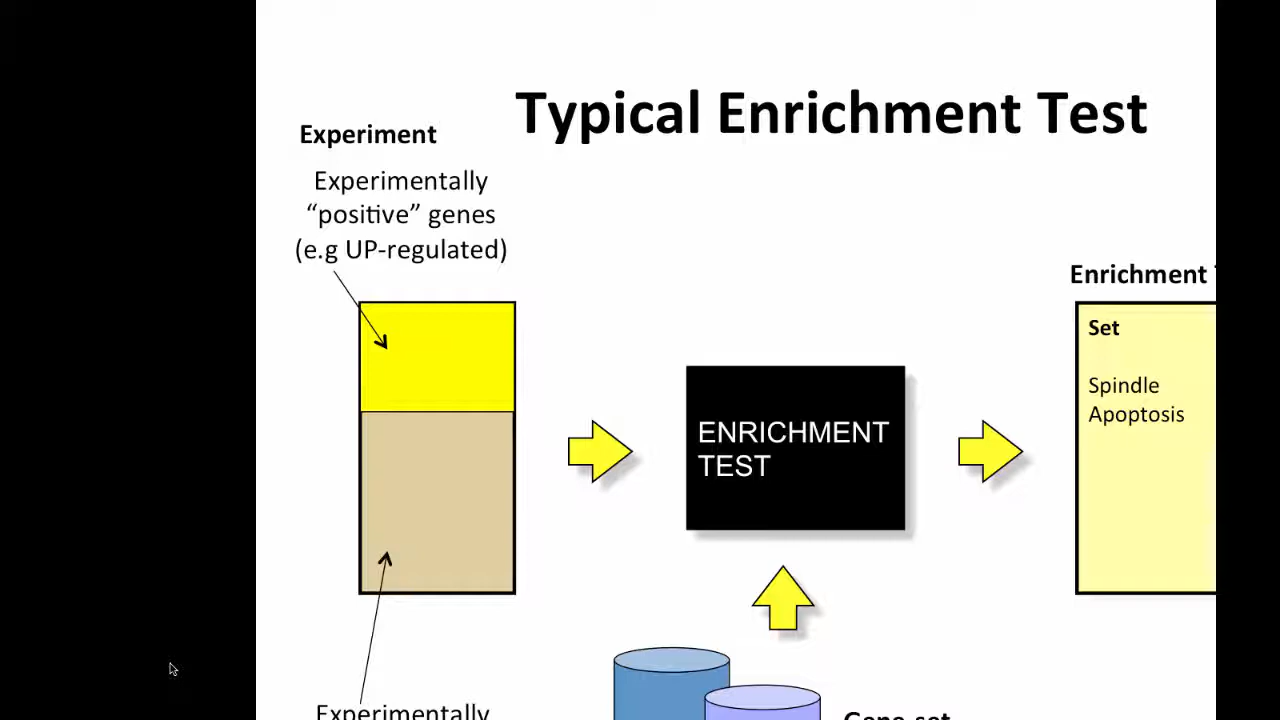 Typical Enrichment Test
Experiment
Experimentally
“positive” genes
(e.g UP-regulated)
Enrichment
Set
Spindle
Apoptosis
ENRICHMENT
TEST
Experimentally
Gene-set